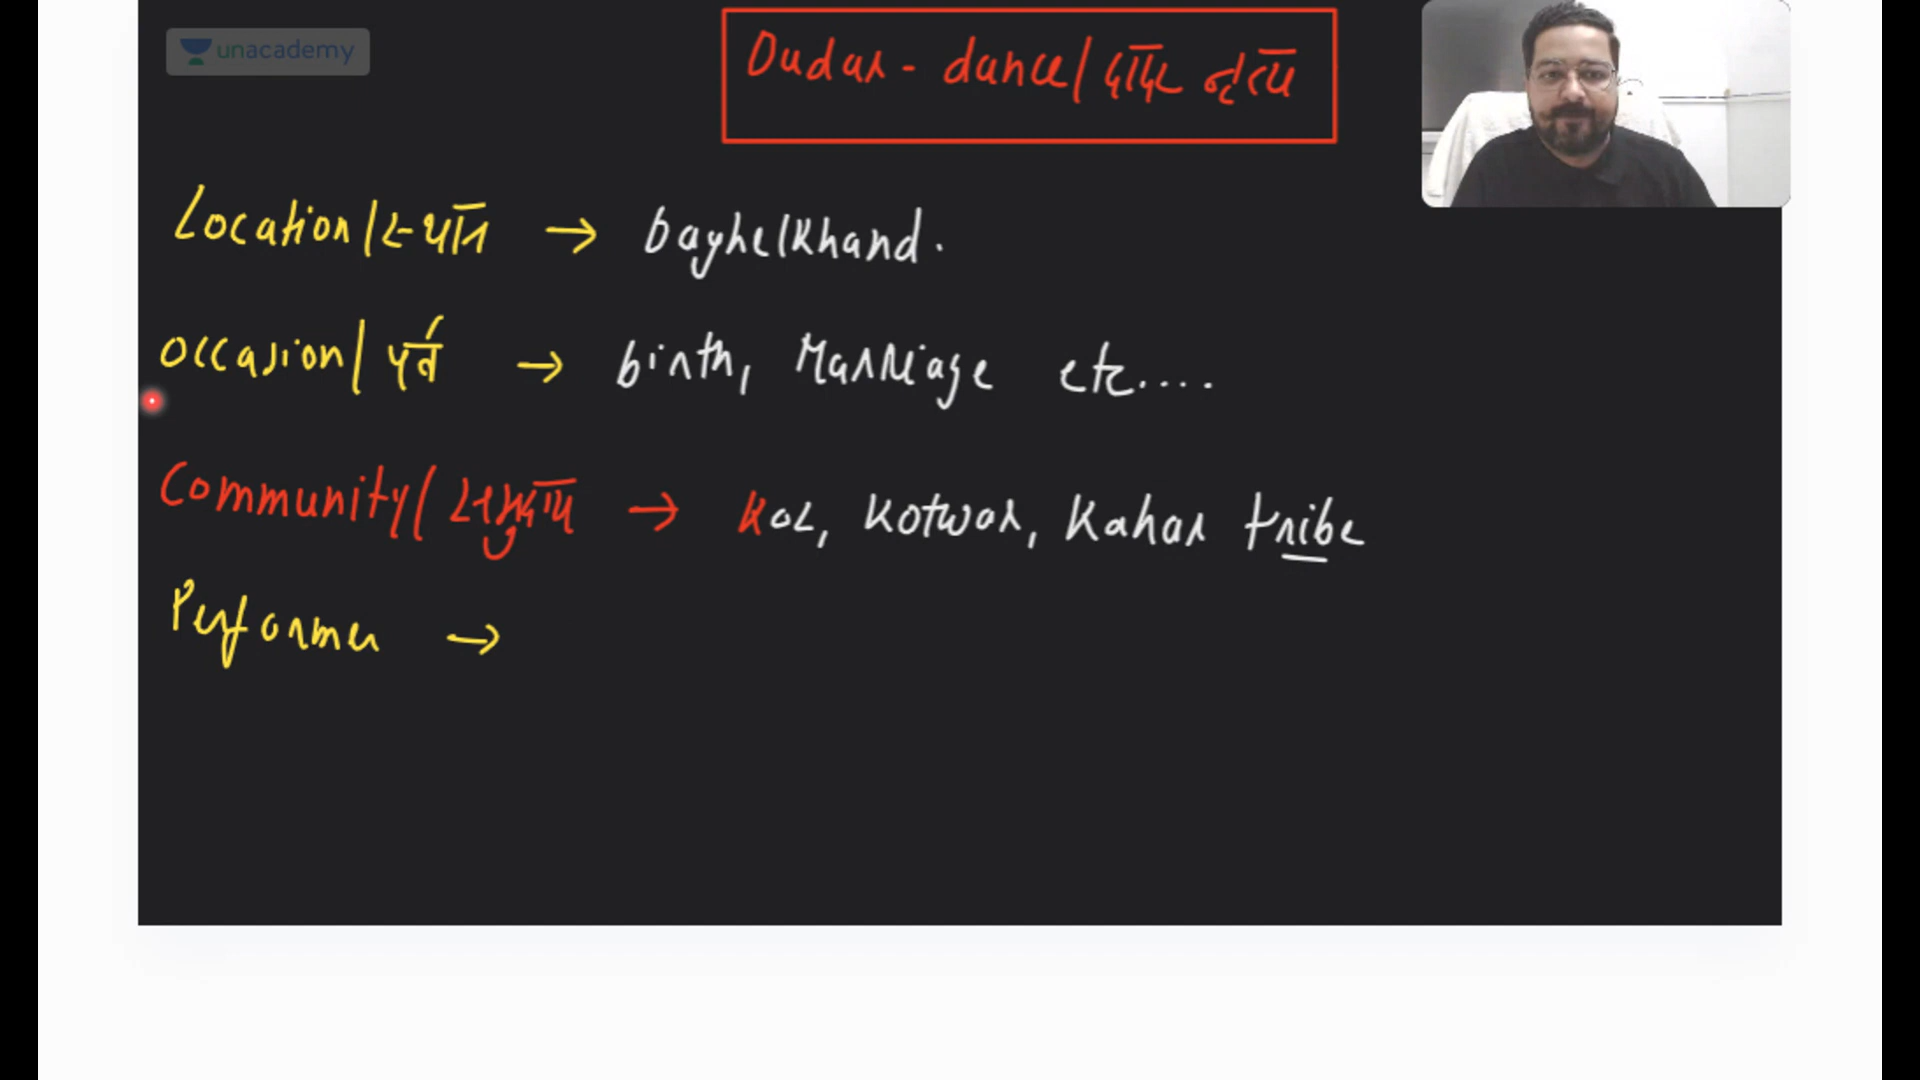 unacademy
Dadar - dance/ दादर नृत्य
Location/स्थान → baghelkhand.
Occasion/ पर्व → birth, Marriage etc....
Community/ समुदाय → Kol, Kotwar, Kahar tribe
Performer →